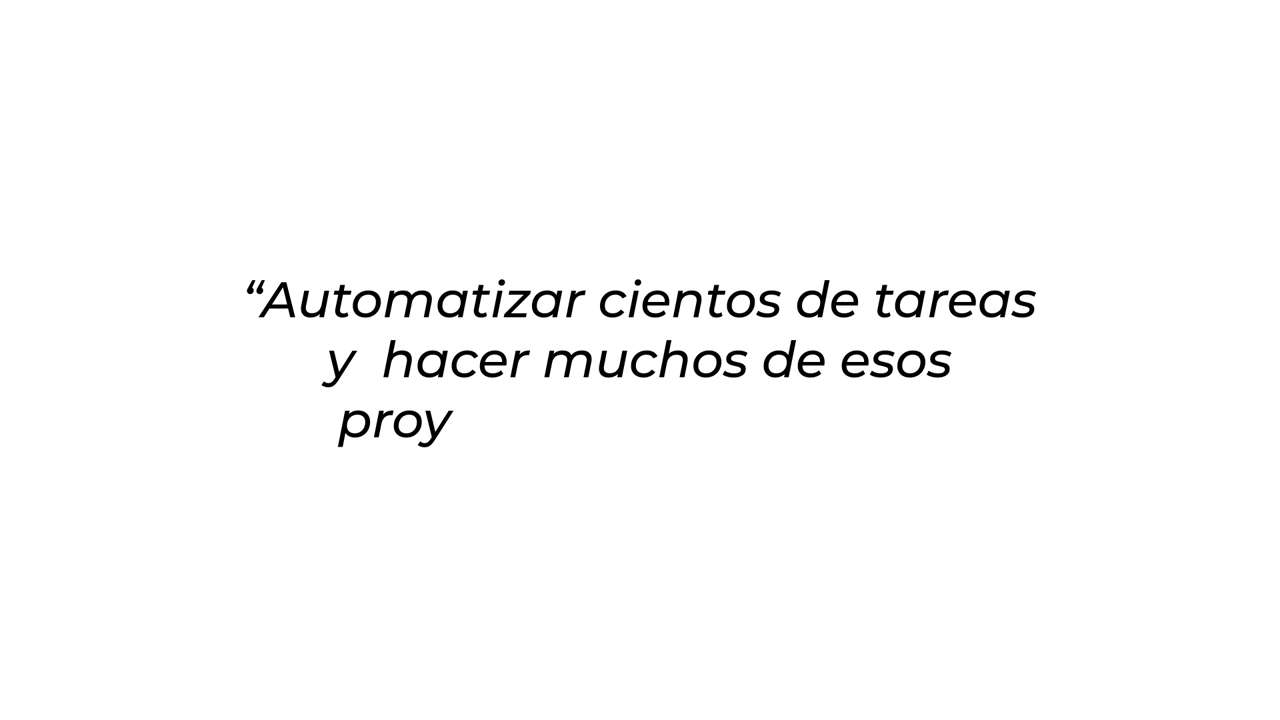 “Automatizar cientos de tareas
y  hacer muchos de esos
proy